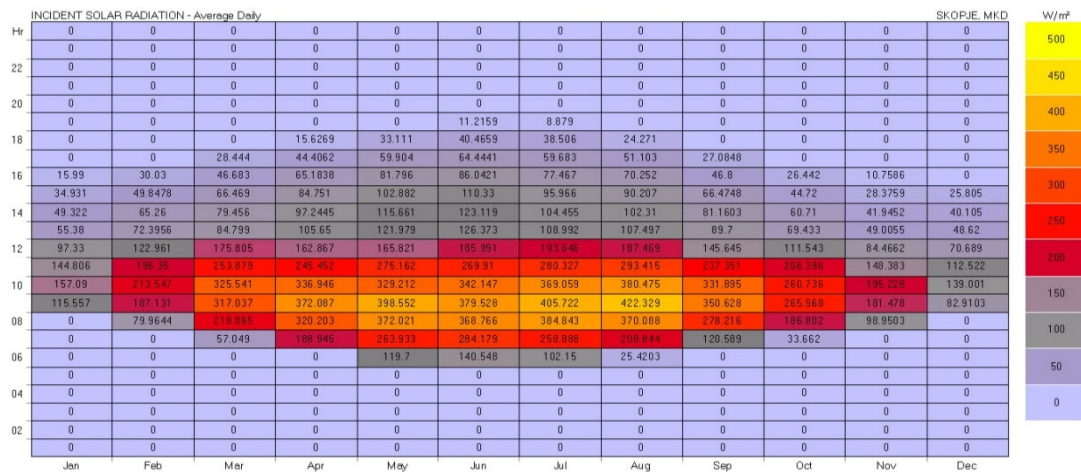 INCIDENT SOLAR RADIATION - Average Daily SKOPJE, MKD
Hr 0 0 0 0 0 0 0 0 0 0 0 0
0 0 0 0 0 0 0 0 0 0 0 0
22 0 0 0 0 0 0 0 0 0 0 0 0
0 0 0 0 0 0 0 0 0 0 0 0
20 0 0 0 0 0 0 0 0 0 0 0 0
0 0 0 0 0 11.2159 8.879 0 0 0 0 0
18 0 0 0 15.6269 33.111 40.4659 38.506 24.271 0 0 0 0
0 0 28.444 44.4062 59.904 64.4441 59.683 51.103 27.0848 0 0 0
16 15.99 30.03 46.683 65.1838 81.796 86.0421 77.467 70.252 46.8 26.442 10.7586 0
34.931 49.8478 66.469 84.751 102.882 110.33 95.966 90.207 66.4748 44.72 28.3759 25.805
14 49.322 65.26 79.456 97.2445 115.661 123.119 104.455 102.31 81.1603 60.71 41.9452 40.105
55.38 72.3956 84.799 105.65 121.979 126.373 108.992 107.497 89.7 69.433 49.0055 48.62
12 97.33 122.961 175.805 162.867 165.821 185.991 193.646 187.469 145.645 111.543 84.4662 70.689
144.806 196.35 253.879 245.452 275.162 269.91 280.327 293.415 237.351 206.396 148.383 112.522
10 157.09 213.547 325.541 336.946 329.212 342.147 369.059 380.475 331.895 260.736 195.228 139.001
115.557 187.131 317.037 372.087 398.552 379.528 405.722 422.329 350.628 265.968 181.478 82.9103
08 0 79.9644 218.865 320.203 372.021 368.766 384.843 370.088 278.216 186.802 98.9503 0
0 0 57.049 188.945 263.933 284.179 258.888 208.844 120.589 33.662 0 0
06 0 0 0 0 119.7 140.548 102.15 25.4203 0 0 0 0
0 0 0 0 0 0 0 0 0 0 0 0
04 0 0 0 0 0 0 0 0 0 0 0 0
0 0 0 0 0 0 0 0 0 0 0 0
02 0 0 0 0 0 0 0 0 0 0 0 0
0 0 0 0 0 0 0 0 0 0 0 0
Jan Feb Mar Apr May Jun Jul Aug Sep Oct Nov Dec
W/m²
500
450
400
350
300
250
200
150
100
50
0